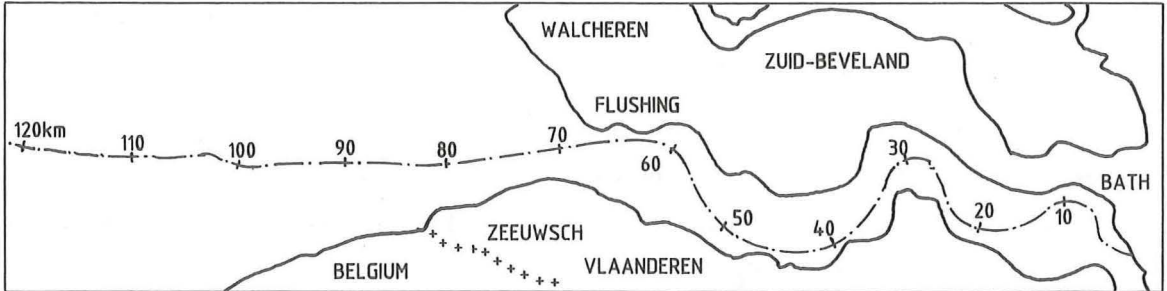 WALCHEREN
ZUID-BEVELAND
FLUSHING
120km
110
100
90
80
70
60
50
40
30
20
10
BATH
ZEEUWSCH
VLAANDEREN
BELGIUM